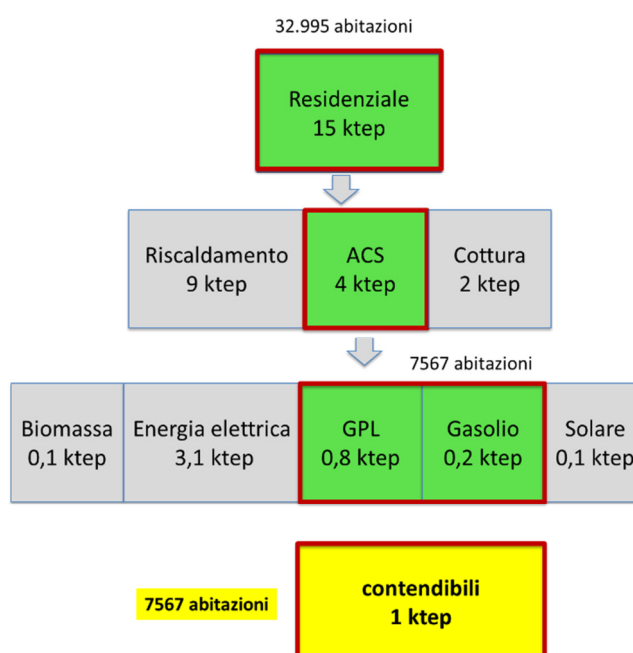 32.995 abitazioni
Residenziale
15 ktep
Riscaldamento
9 ktep
ACS
4 ktep
Cottura
2 ktep
7567 abitazioni
Biomassa
0,1 ktep
Energia elettrica
3,1 ktep
GPL
0,8 ktep
Gasolio
0,2 ktep
Solare
0,1 ktep
7567 abitazioni
contendibili
1 ktep